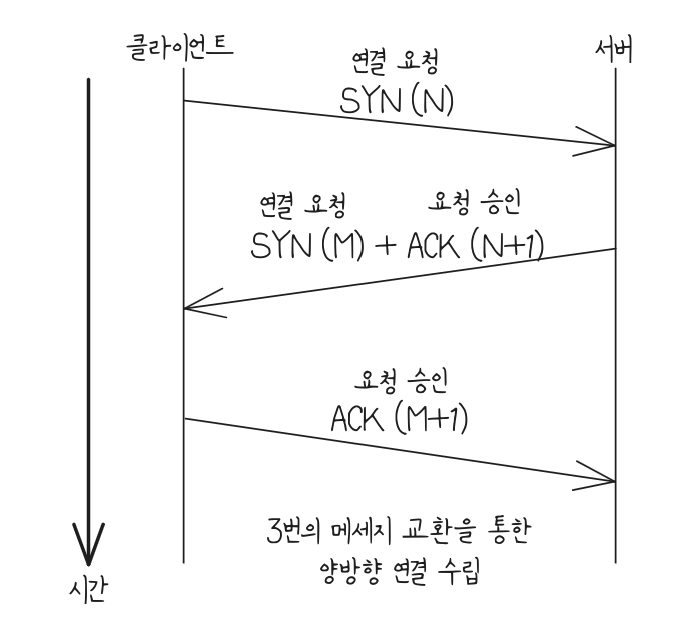 클라이언트 서버
연결 요청
SYN (N)
연결 요청 요청 승인
SYN (M) + ACK (N+1)
요청 승인
ACK (M+1)
3번의 메세지 교환을 통한
양방향 연결 수립
시간